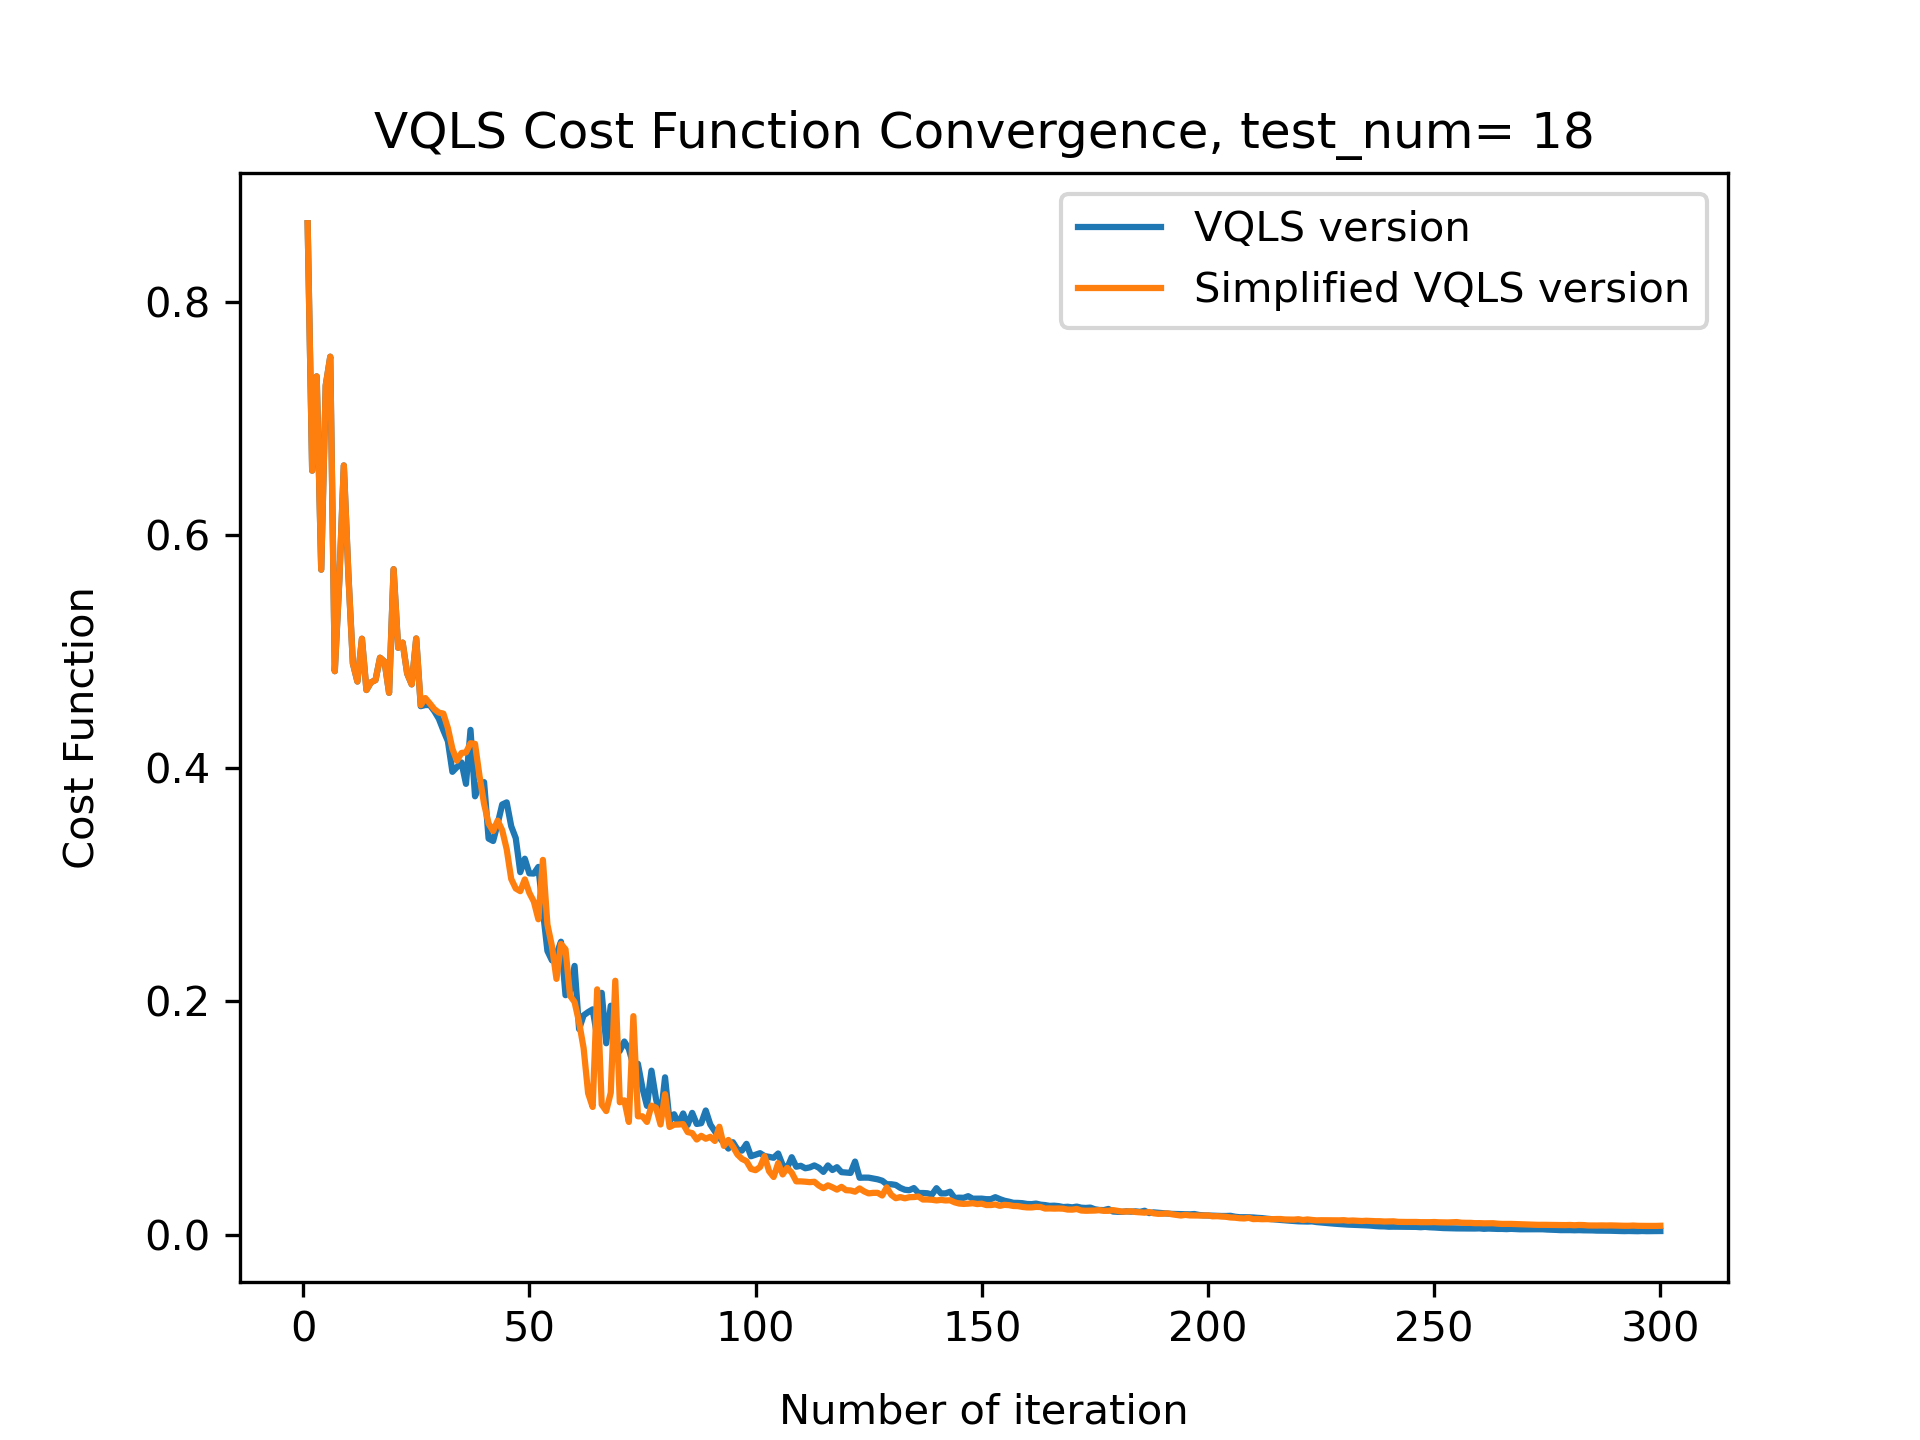 VQLS Cost Function Convergence, test_num= 18
VQLS version
Simplified VQLS version
0.8
0.6
0.4
0.2
0.0
Cost Function
0 50 100 150 200 250 300
Number of iteration